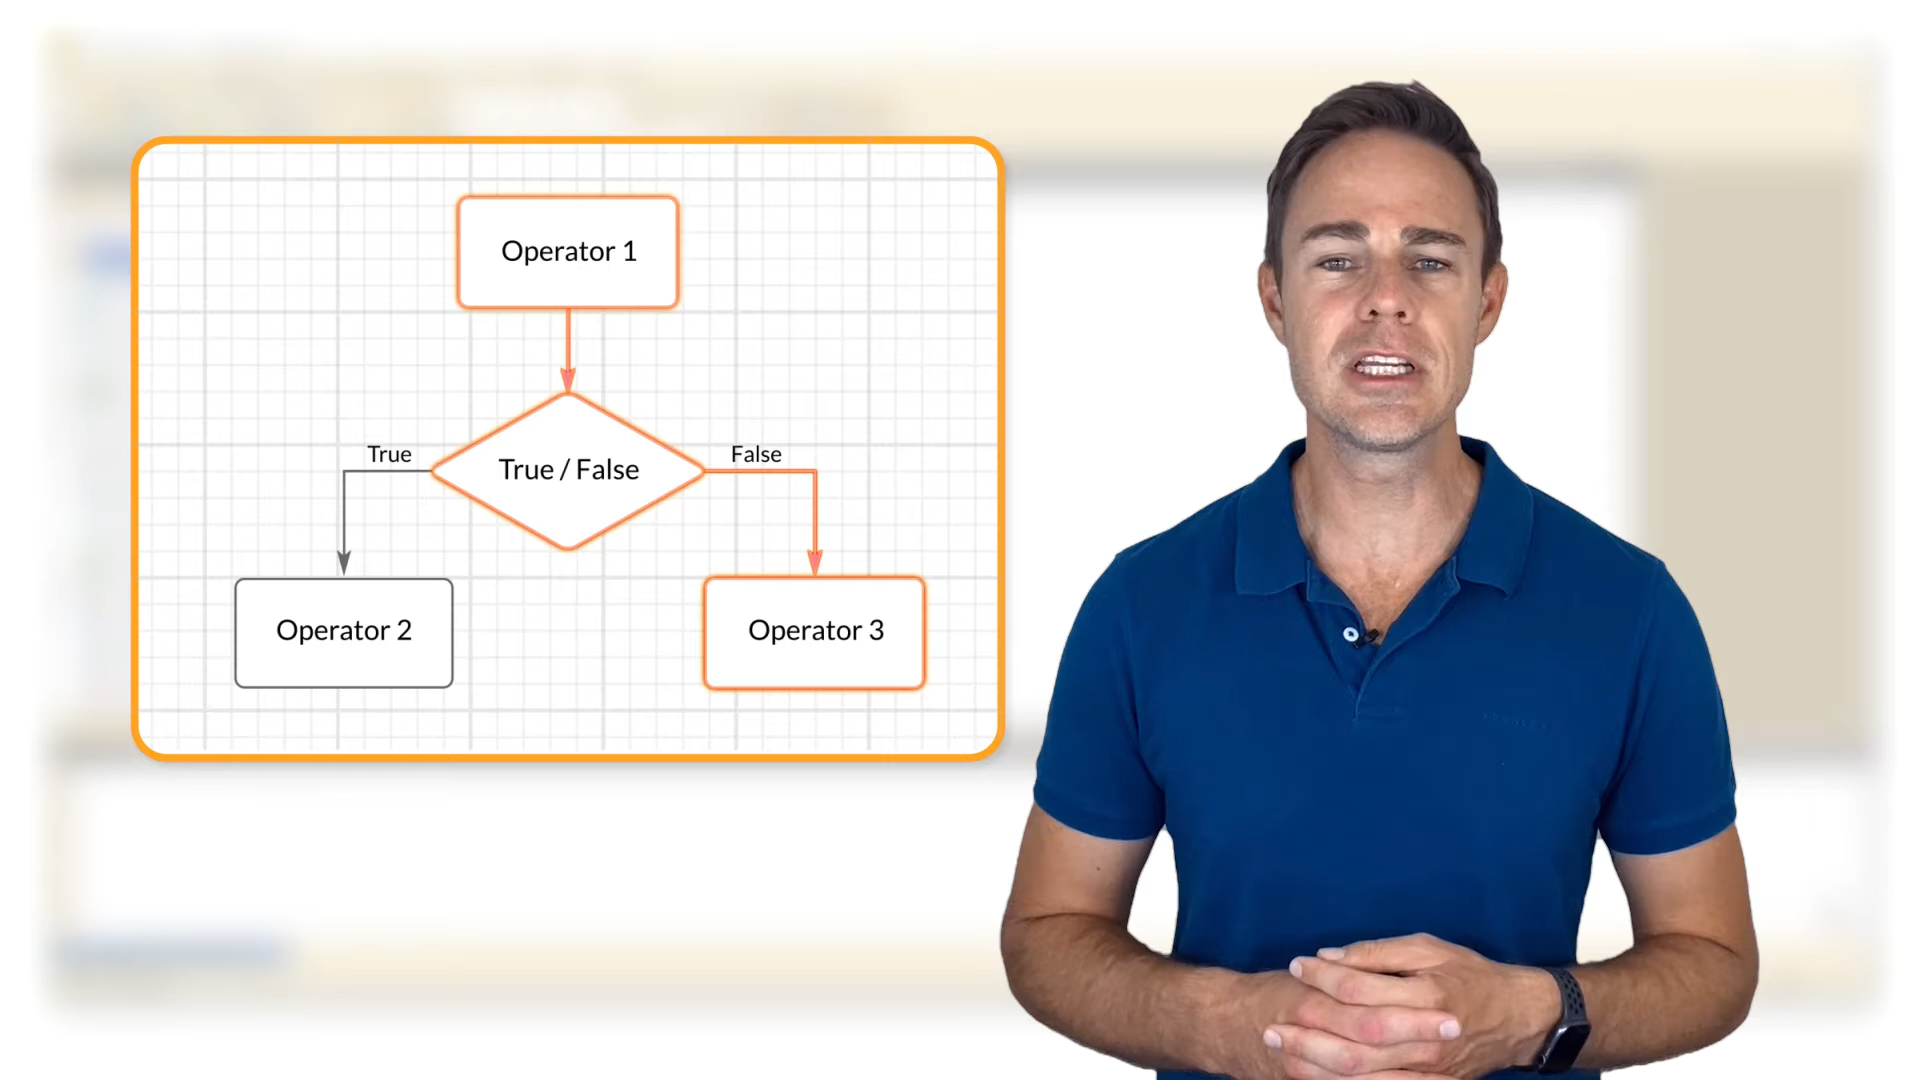 Operator 1
True
True / False
False
Operator 2
Operator 3